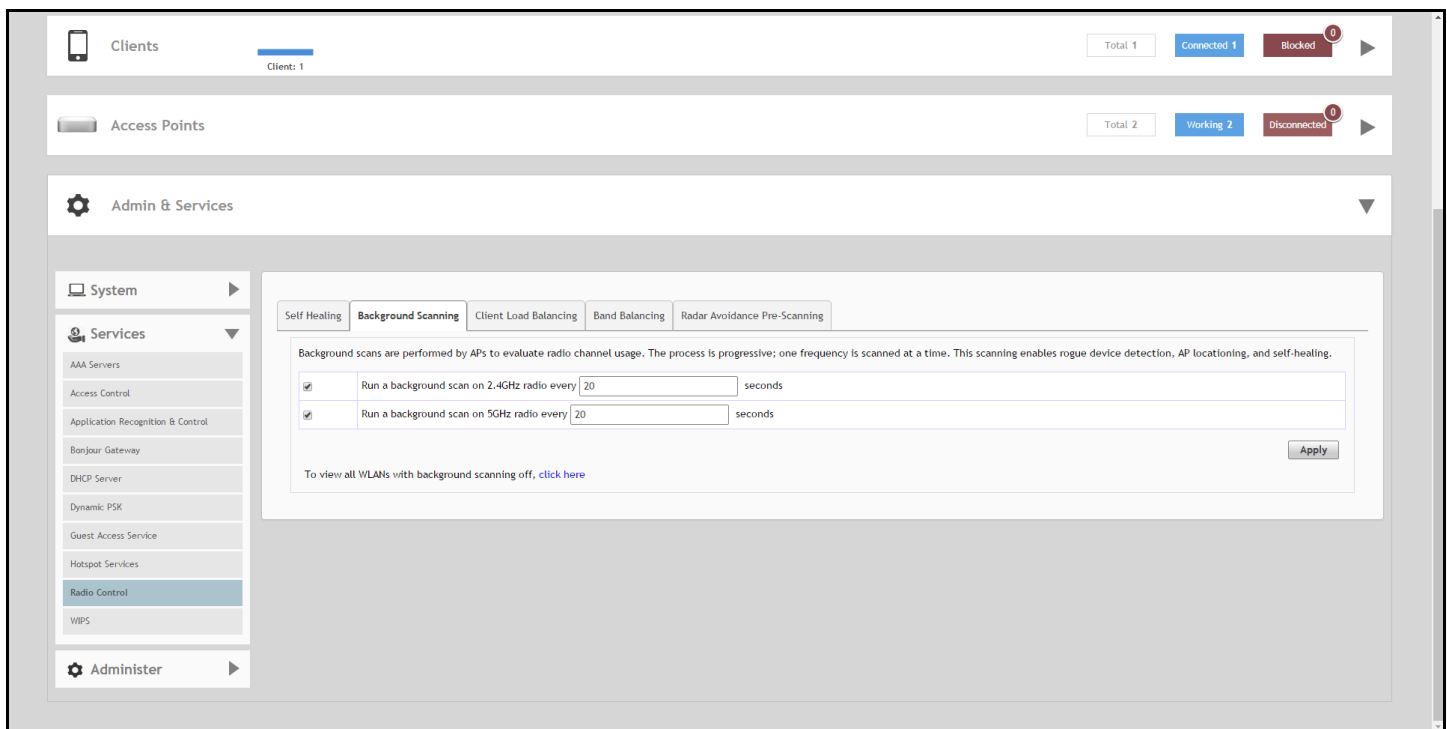 Clients
Client: 1
Total 1
Connected 1
Blocked
0
Access Points
Total 2
Working 2
Disconnected
0
Admin & Services
System
Services
AAA Servers
Access Control
Application Recognition & Control
Bonjour Gateway
DHCP Server
Dynamic PSK
Guest Access Service
Hotspot Services
Radio Control
WIPS
Administer
Self Healing
Background Scanning
Client Load Balancing
Band Balancing
Radar Avoidance Pre-Scanning
Background scans are performed by APs to evaluate radio channel usage. The process is progressive; one frequency is scanned at a time. This scanning enables rogue device detection, AP locationing, and self-healing.
Run a background scan on 2.4GHz radio every 20 seconds
Run a background scan on 5GHz radio every 20 seconds
Apply
To view all WLANs with background scanning off, click here